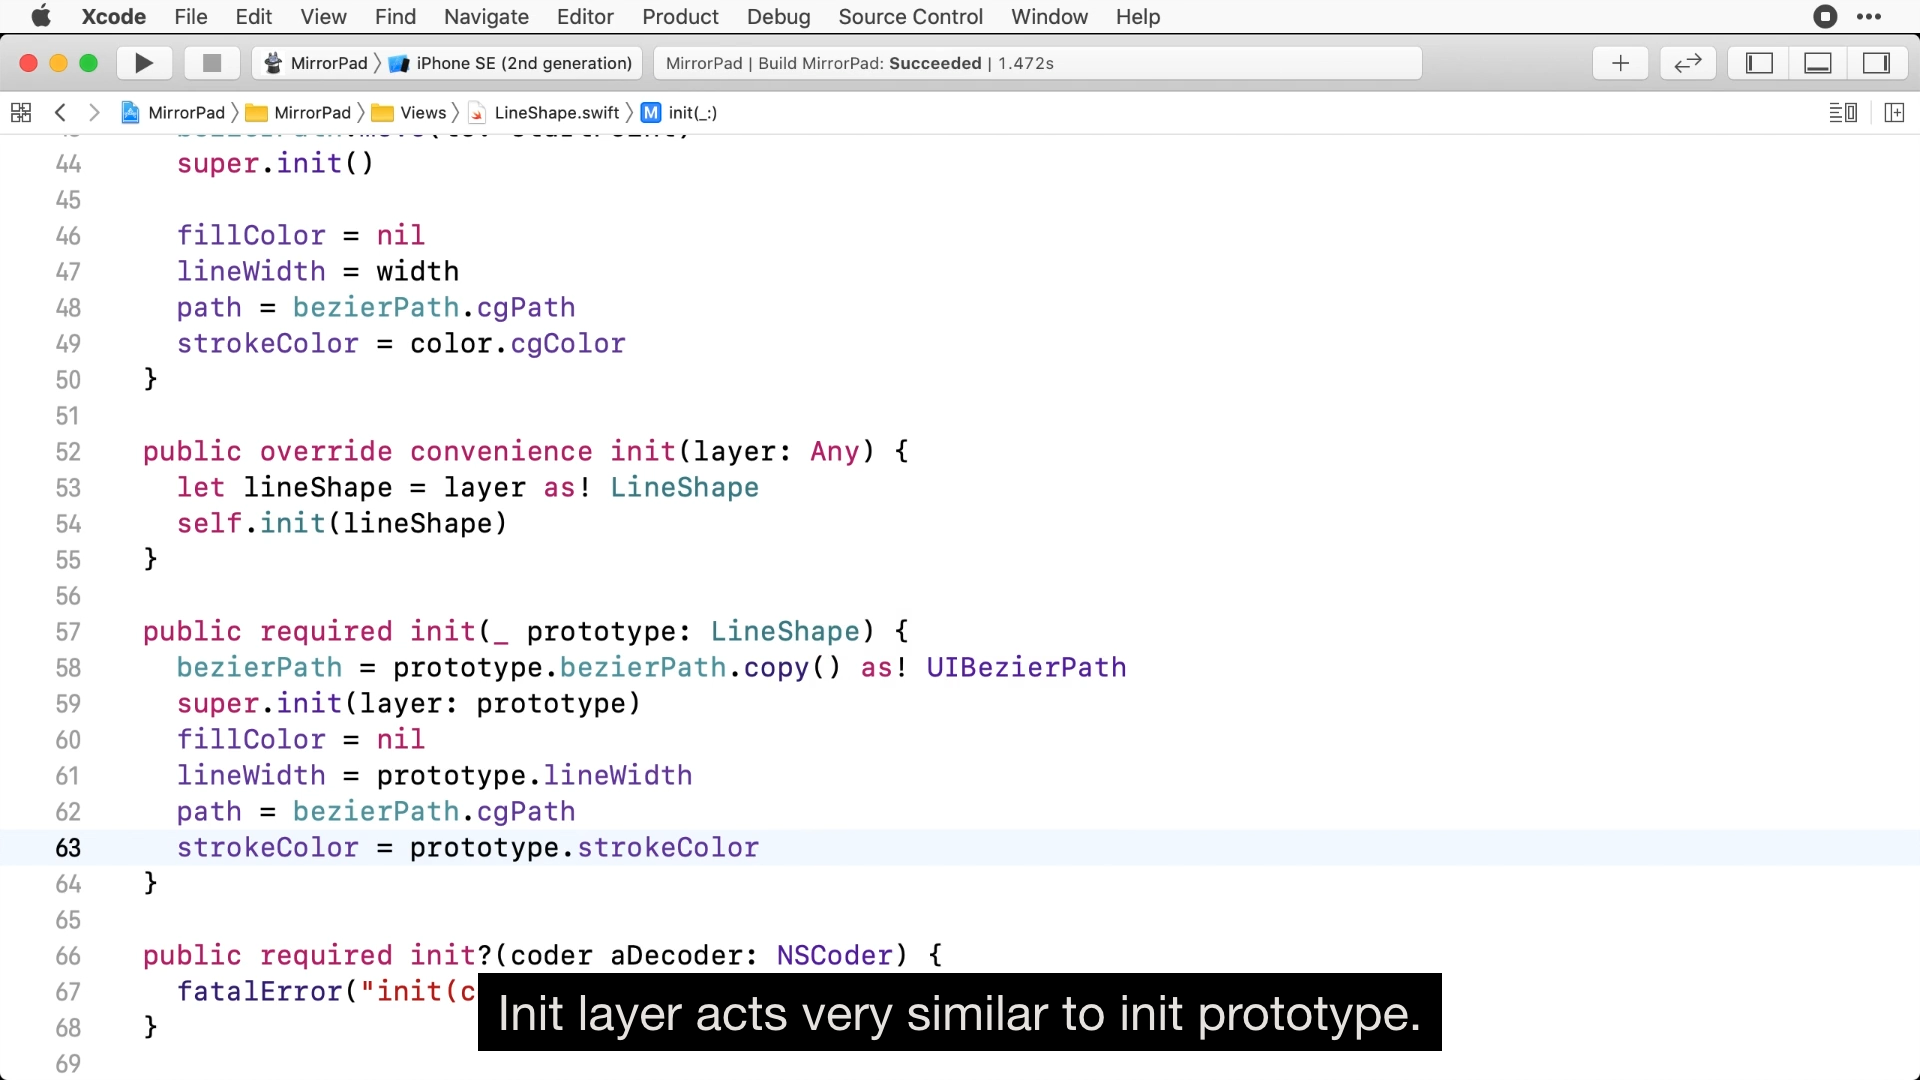 Xcode File Edit View Find Navigate Editor Product Debug Source Control Window Help
MirrorPad iPhone SE (2nd generation) MirrorPad | Build MirrorPad: Succeeded | 1.472s
MirrorPad MirrorPad Views LineShape.swift M init(_:)
44 super.init()
45
46 fillColor = nil
47 lineWidth = width
48 path = bezierPath.cgPath
49 strokeColor = color.cgColor
50 }
51
52 public override convenience init(layer: Any) {
53 let lineShape = layer as! LineShape
54 self.init(lineShape)
55 }
56
57 public required init(_ prototype: LineShape) {
58 bezierPath = prototype.bezierPath.copy() as! UIBezierPath
59 super.init(layer: prototype)
60 fillColor = nil
61 lineWidth = prototype.lineWidth
62 path = bezierPath.cgPath
63 strokeColor = prototype.strokeColor
64 }
65
66 public required init?(coder aDecoder: NSCoder) {
67 fatalError("init(c
68 }
69
Init layer acts very similar to init prototype.